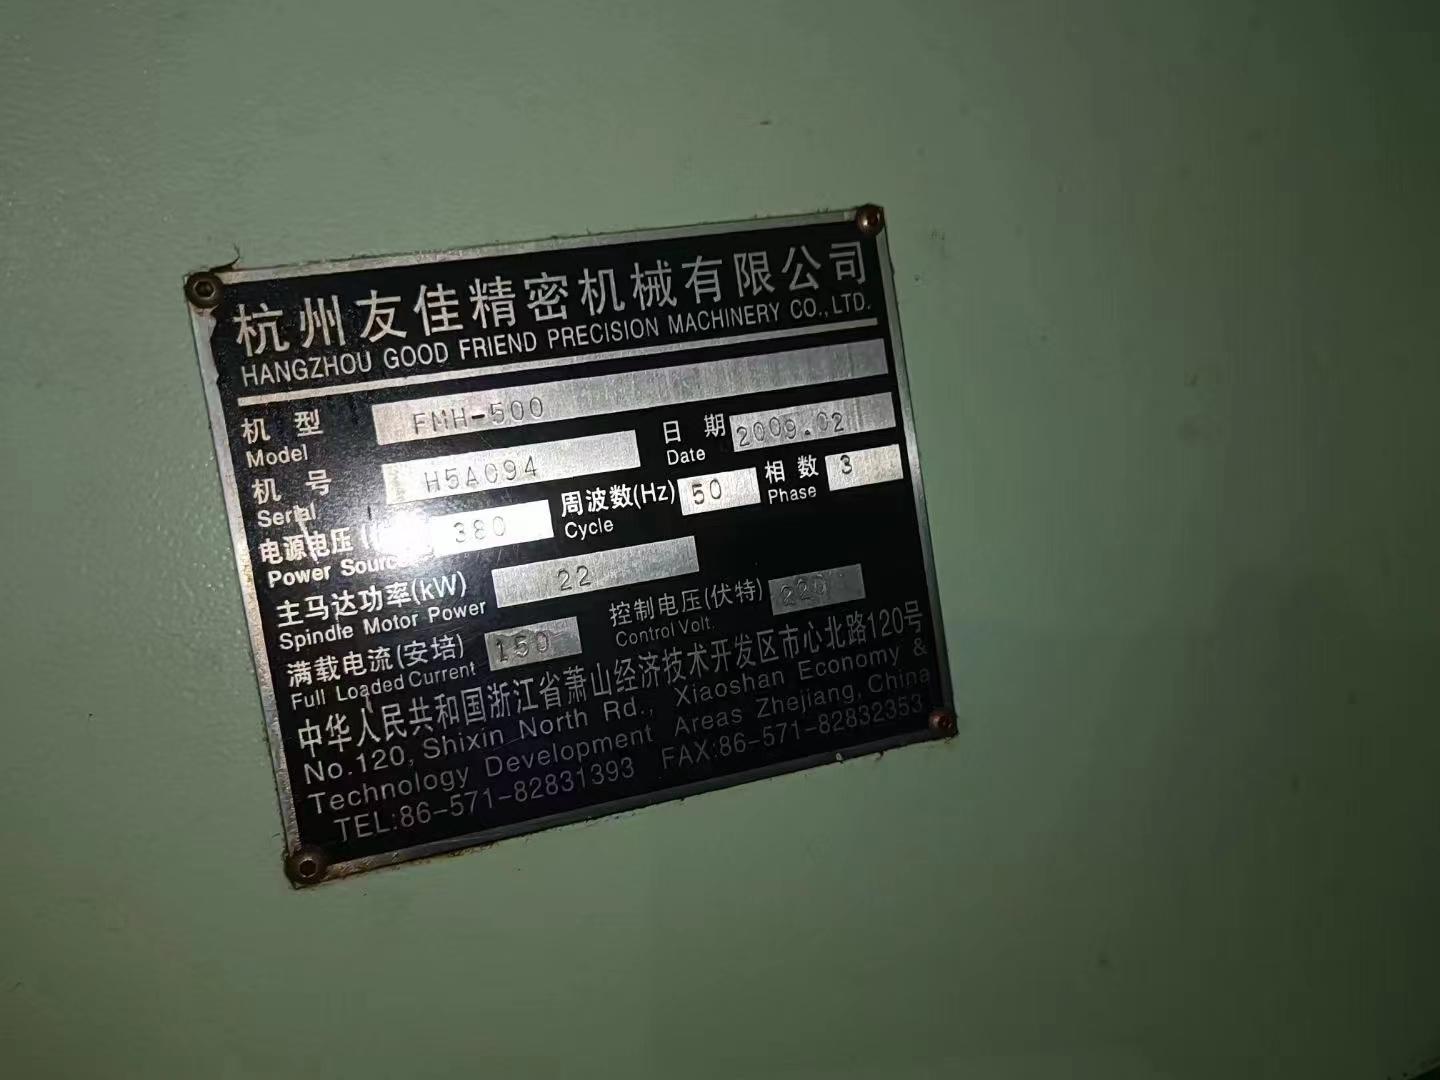 杭州友佳精密机械有限公司
HANGZHOU GOOD FRIEND PRECISION MACHINERY CO., LTD.
机型 FMH-500
Model
机号 H5A094 日期 2009.02
Serial Date
电源电压 380 周波数(Hz) 50 相数 3
Power Source Cycle Phase
主马达功率(kW) 22
Spindle Motor Power
满载电流(安培) 150 控制电压(伏特) 220
Full Loaded Current Control Volt.
中华人民共和国浙江省萧山经济技术开发区市心北路120号
No.120, Shixin North Rd., Xiaoshan Economy &
Technology Development Areas Zhejiang, China
TEL:86-571-82831393 FAX:86-571-82832353